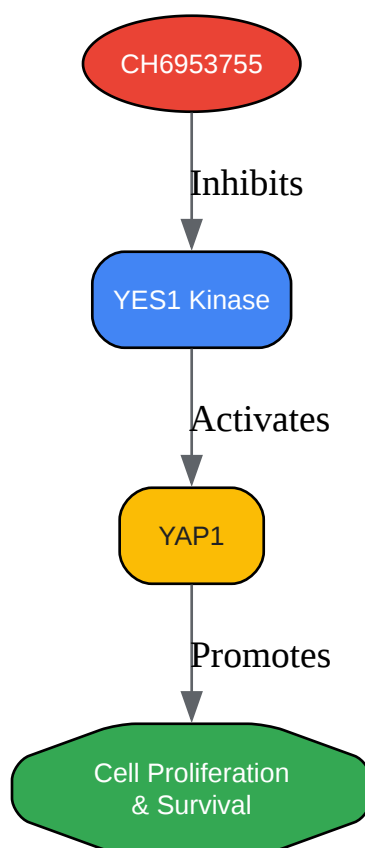 CH6953755
Inhibits
YES1 Kinase
Activates
YAP1
Promotes
Cell Proliferation
& Survival